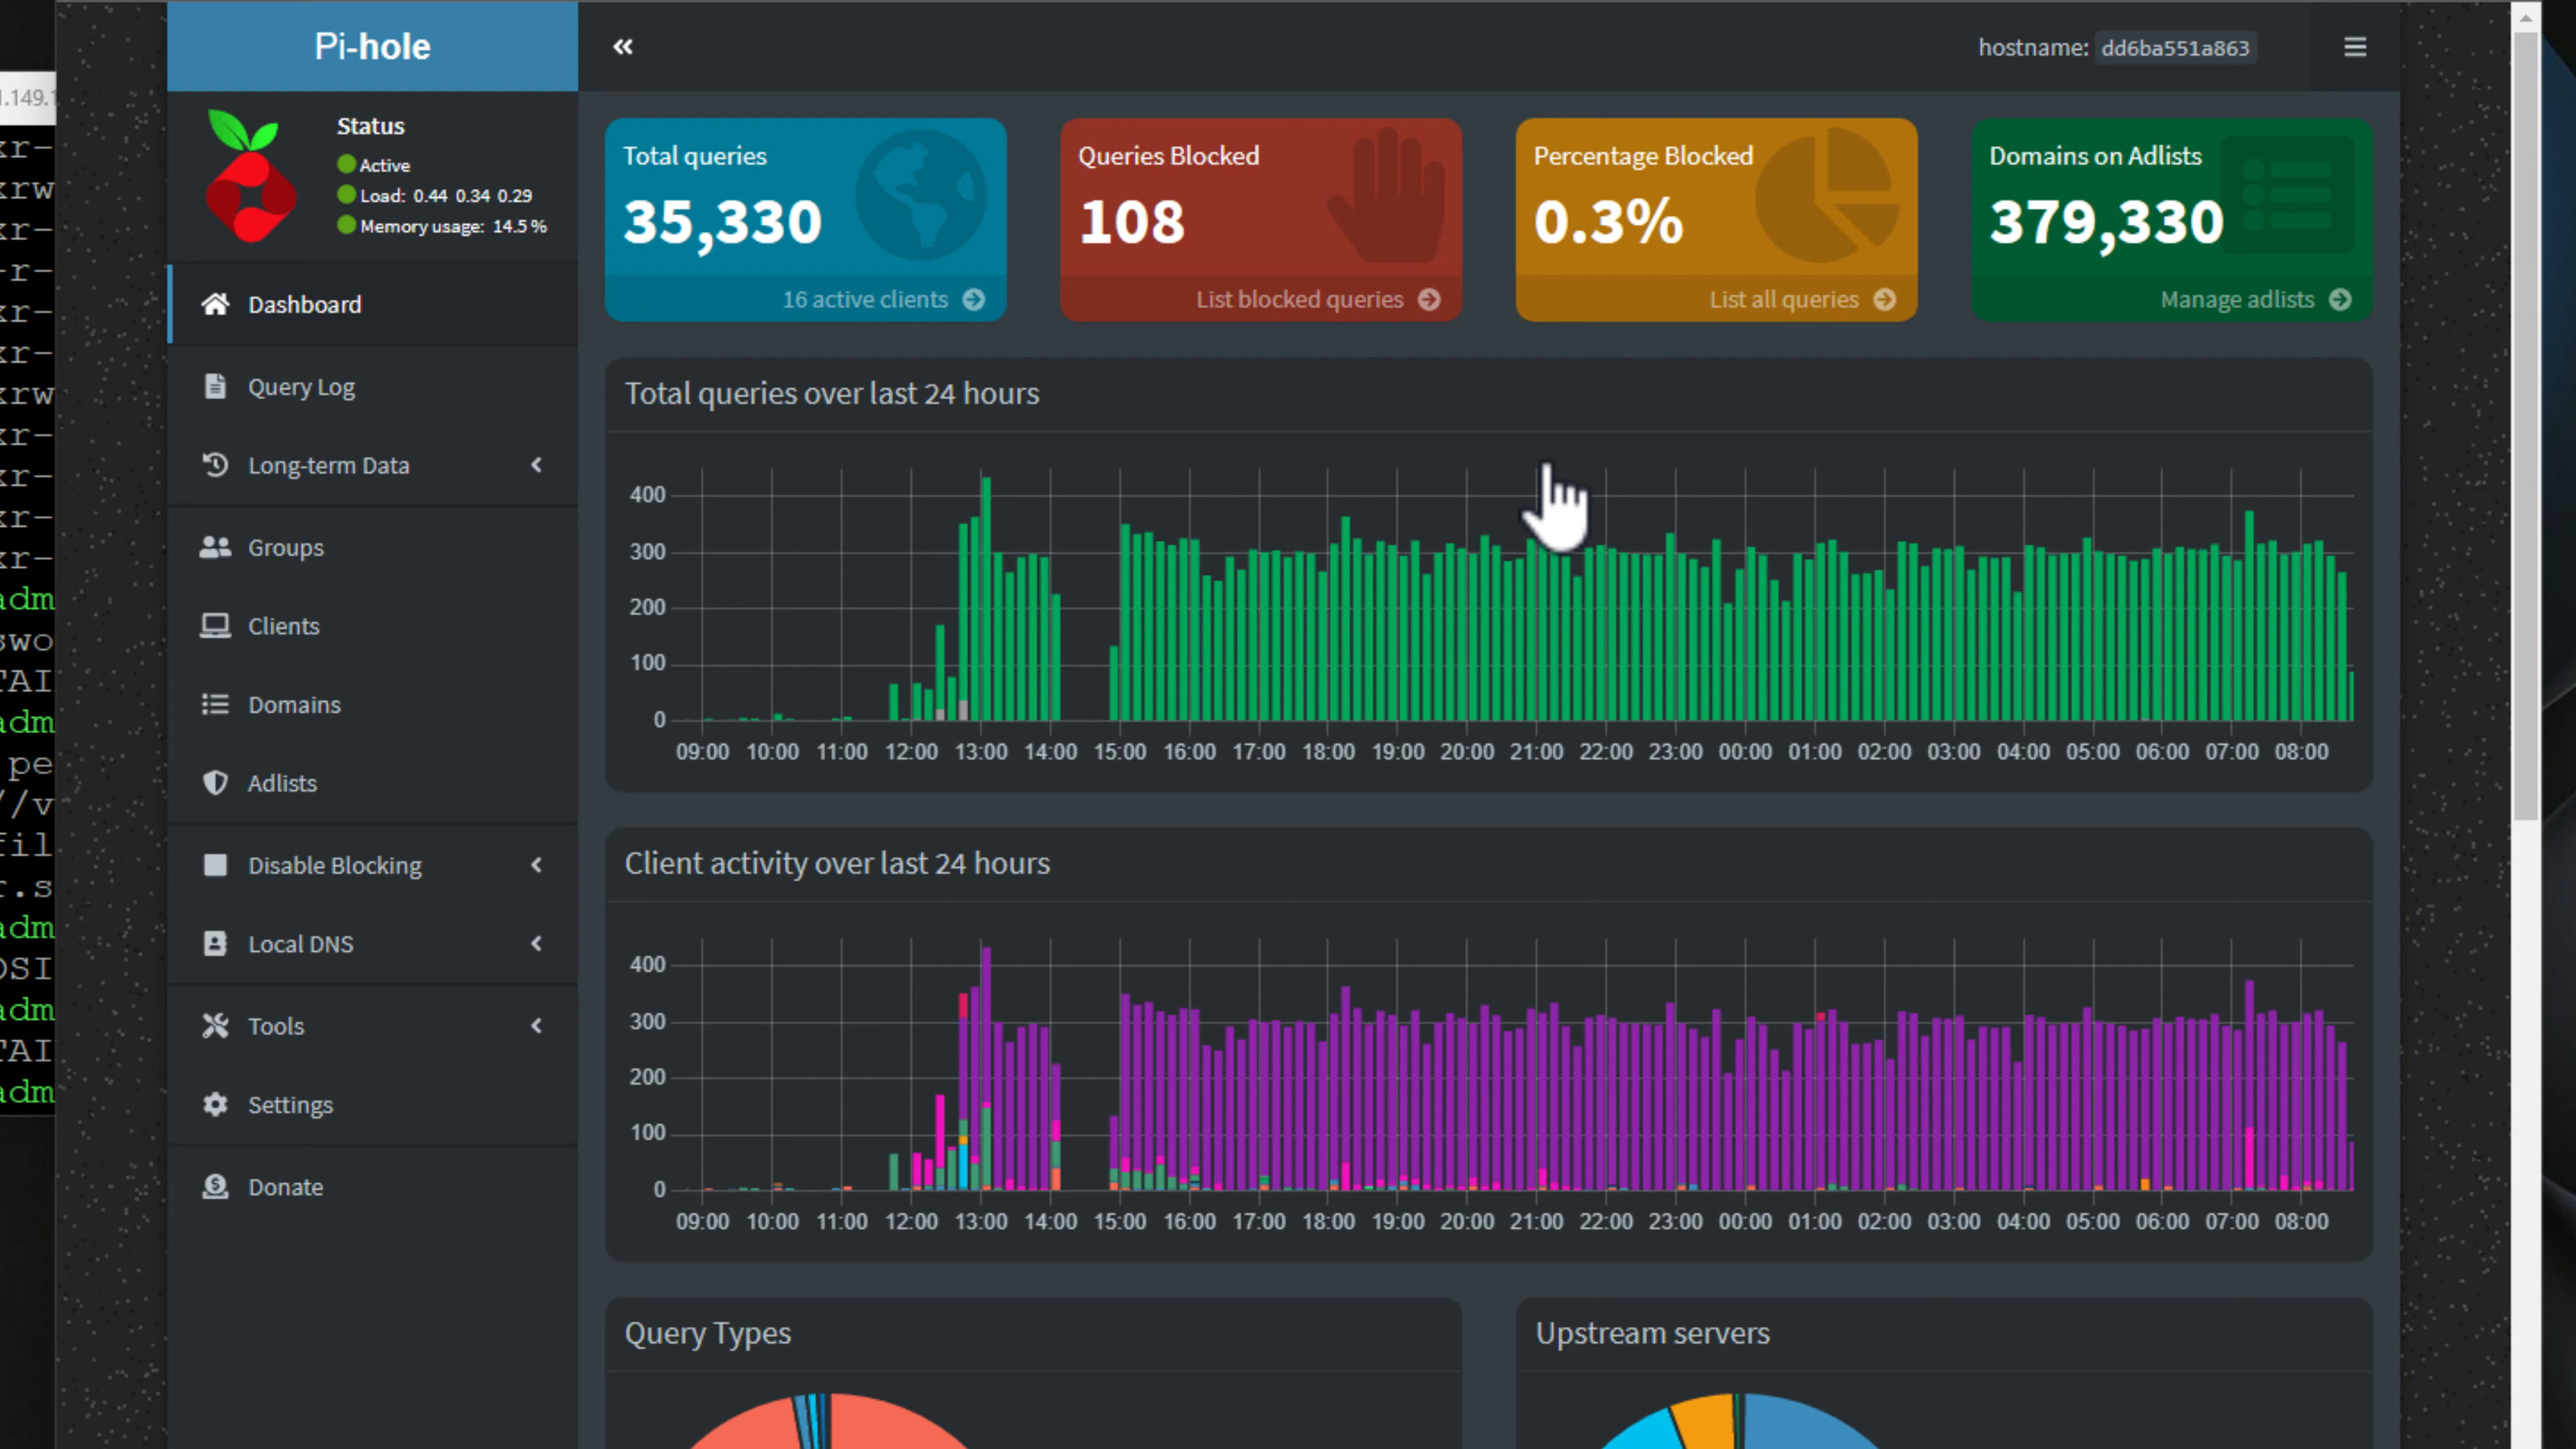 Pi-hole
hostname: dd6ba551a863
Status
Active
Load: 0.44 0.34 0.29
Memory usage: 14.5 %
Dashboard
Query Log
Long-term Data
Groups
Clients
Domains
Adlists
Disable Blocking
Local DNS
Tools
Settings
Donate
Total queries
35,330
16 active clients
Queries Blocked
108
List blocked queries
Percentage Blocked
0.3%
List all queries
Domains on Adlists
379,330
Manage adlists
Total queries over last 24 hours
400
300
200
100
0
09:00 10:00 11:00 12:00 13:00 14:00 15:00 16:00 17:00 18:00 19:00 20:00 21:00 22:00 23:00 00:00 01:00 02:00 03:00 04:00 05:00 06:00 07:00 08:00
Client activity over last 24 hours
400
300
200
100
0
09:00 10:00 11:00 12:00 13:00 14:00 15:00 16:00 17:00 18:00 19:00 20:00 21:00 22:00 23:00 00:00 01:00 02:00 03:00 04:00 05:00 06:00 07:00 08:00
Query Types
Upstream servers